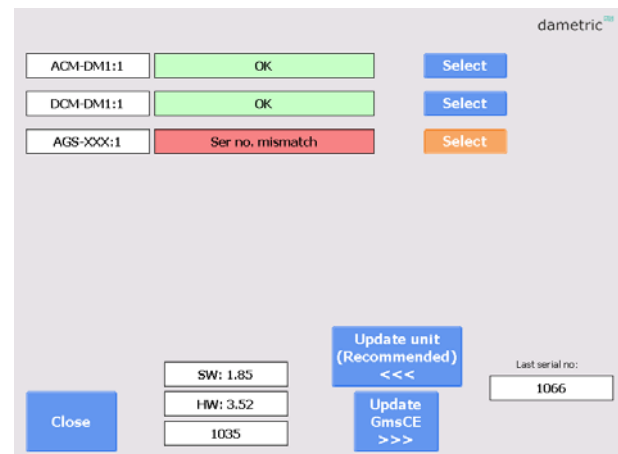 dametric
ACM-DM1:1 OK Select
DCM-DM1:1 OK Select
AGS-XXX:1 Ser no. mismatch Select
Update unit
(Recommended)
<<<
Last serial no:
SW: 1.85
1066
HW: 3.52
Update
GmsCE
>>>
Close
1035